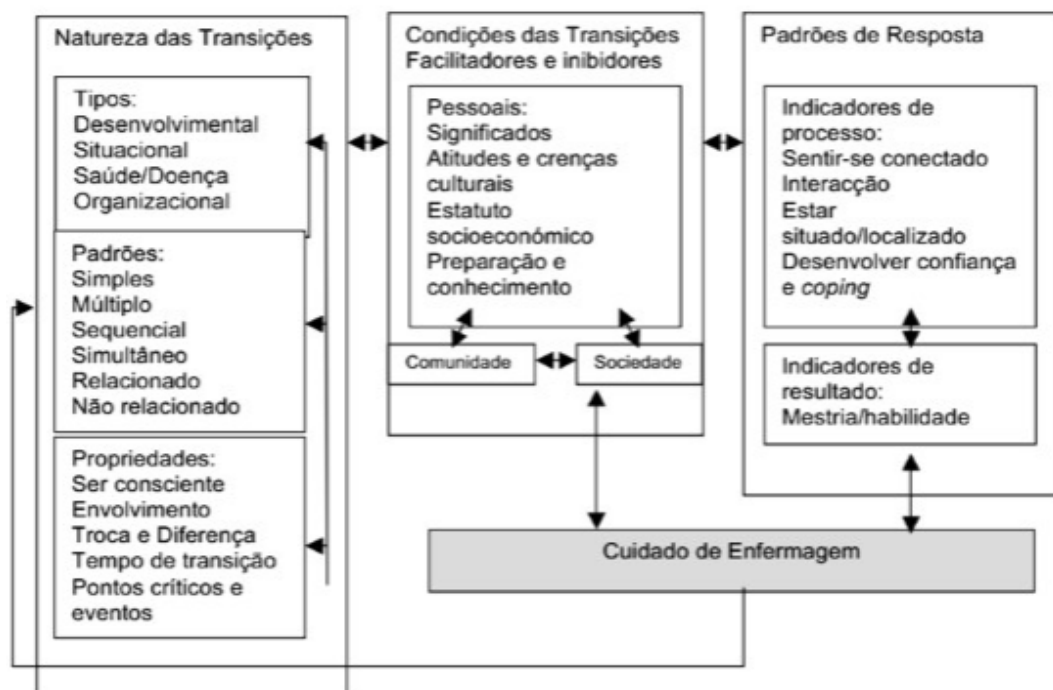 Natureza das Transições
Tipos:
Desenvolvimental
Situacional
Saúde/Doença
Organizacional
Padrões:
Simples
Múltiplo
Sequencial
Simultâneo
Relacionado
Não relacionado
Propriedades:
Ser consciente
Envolvimento
Troca e Diferença
Tempo de transição
Pontos críticos e
eventos
Condições das Transições
Facilitadores e inibidores
Pessoais:
Significados
Atitudes e crenças
culturais
Estatuto
socioeconómico
Preparação e
conhecimento
Comunidade
Sociedade
Padrões de Resposta
Indicadores de
processo:
Sentir-se conectado
Interacção
Estar
situado/localizado
Desenvolver confiança
e coping
Indicadores de
resultado:
Mestria/habilidade
Cuidado de Enfermagem